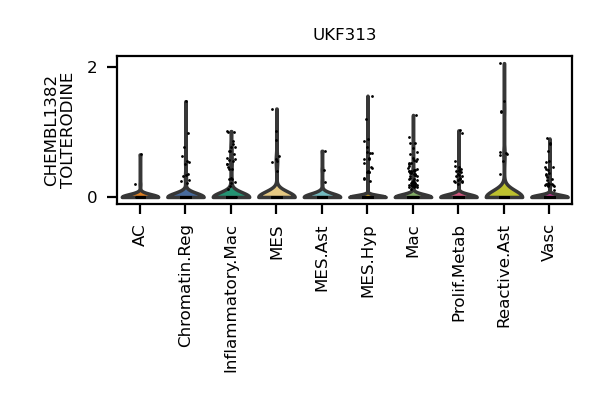 UKF313
CHEMBL1382
TOLTERODINE
2
0
AC
Chromatin.Reg
Inflammatory.Mac
MES
MES.Ast
MES.Hyp
Mac
Prolif.Metab
Reactive.Ast
Vasc